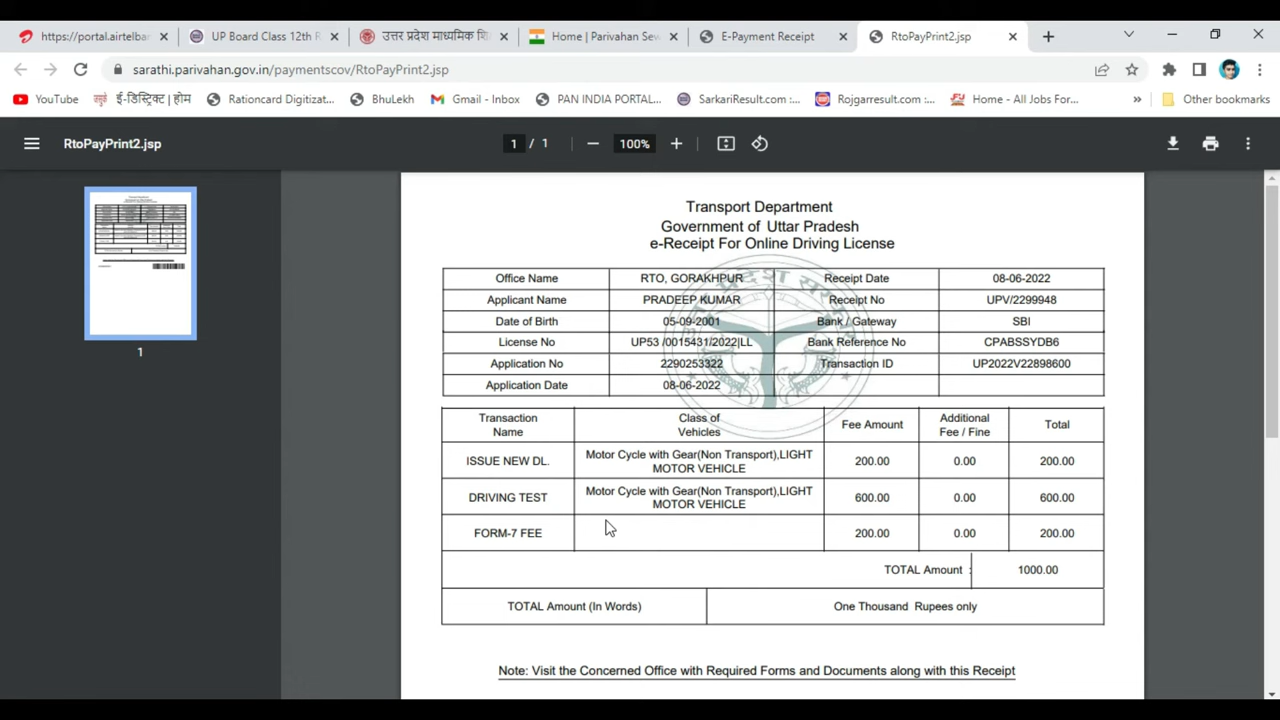 https://portal.airtelban
UP Board Class 12th R
उत्तर प्रदेश माध्यमिक शि
Home | Parivahan Sew
E-Payment Receipt
RtoPayPrint2.jsp
sarathi.parivahan.gov.in/paymentscov/RtoPayPrint2.jsp
YouTube ई-डिस्ट्रिक्ट | होम Rationcard Digitizat... BhuLekh Gmail - Inbox PAN INDIA PORTAL... SarkariResult.com :... Rojgarresult.com :... Home - All Jobs For... » Other bookmarks
RtoPayPrint2.jsp 1 / 1 100%
1
Transport Department
Government of Uttar Pradesh
e-Receipt For Online Driving License
Office Name RTO, GORAKHPUR Receipt Date 08-06-2022
Applicant Name PRADEEP KUMAR Receipt No UPV/2299948
Date of Birth 05-09-2001 Bank / Gateway SBI
License No UP53 /0015431/2022|LL Bank Reference No CPABSSYDB6
Application No 2290253322 Transaction ID UP2022V22898600
Application Date 08-06-2022
Transaction Name Class of Vehicles Fee Amount Additional Fee / Fine Total
ISSUE NEW DL. Motor Cycle with Gear(Non Transport),LIGHT MOTOR VEHICLE 200.00 0.00 200.00
DRIVING TEST Motor Cycle with Gear(Non Transport),LIGHT MOTOR VEHICLE 600.00 0.00 600.00
FORM-7 FEE 200.00 0.00 200.00
TOTAL Amount : 1000.00
TOTAL Amount (In Words) One Thousand Rupees only
Note: Visit the Concerned Office with Required Forms and Documents along with this Receipt